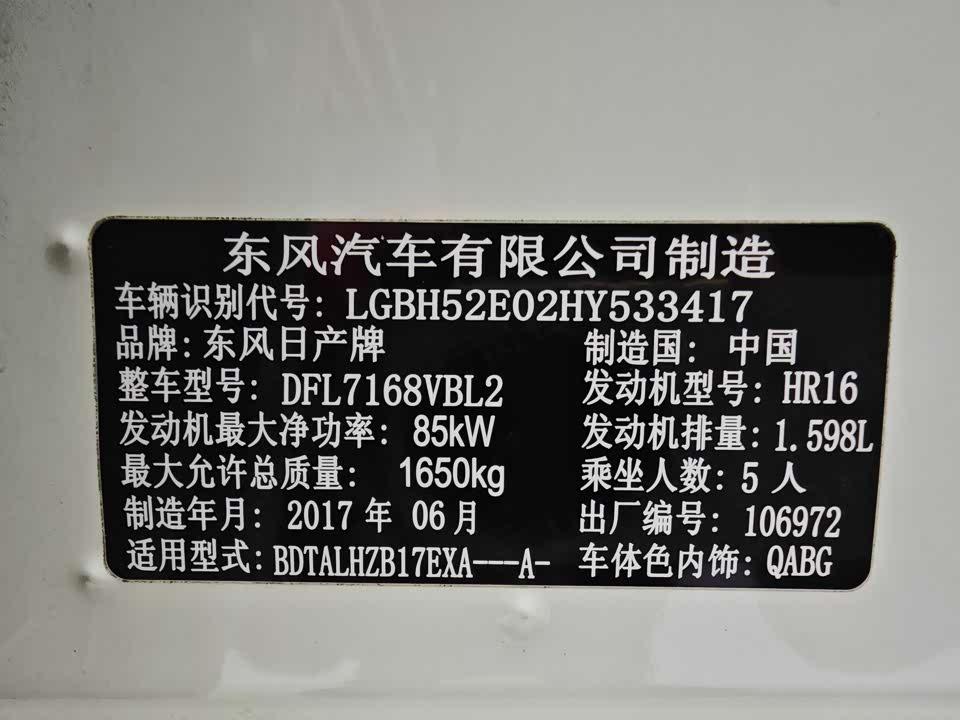 东风汽车有限公司制造
车辆识别代号: LGBH52E02HY533417
品牌: 东风日产牌 制造国: 中国
整车型号: DFL7168VBL2 发动机型号: HR16
发动机最大净功率: 85kW 发动机排量: 1.598L
最大允许总质量: 1650kg 乘坐人数: 5 人
制造年月: 2017 年 06 月 出厂编号: 106972
适用型式: BDTALHZB17EXA---A- 车体色内饰: QABG